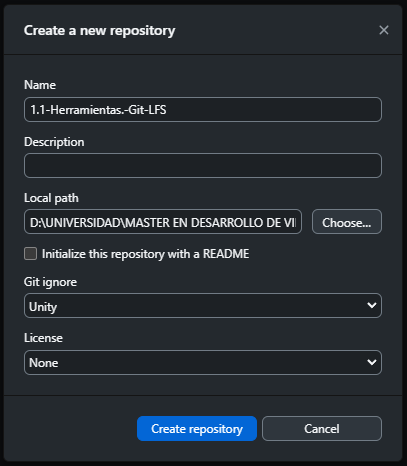 Create a new repository
Name
1.1-Herramientas.-Git-LFS
Description
Local path
D:\UNIVERSIDAD\MASTER EN DESARROLLO DE VI
Choose...
Initialize this repository with a README
Git ignore
Unity
License
None
Create repository
Cancel